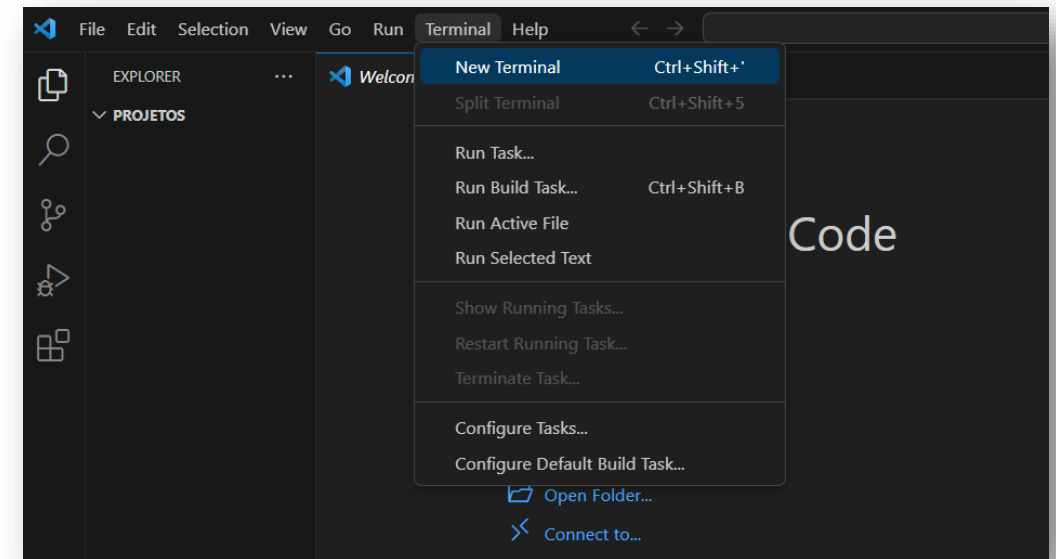 File Edit Selection View Go Run Terminal Help
EXPLORER
PROJETOS
New Terminal Ctrl+Shift+'
Split Terminal Ctrl+Shift+5
Run Task...
Run Build Task... Ctrl+Shift+B
Run Active File
Run Selected Text
Show Running Tasks...
Restart Running Task...
Terminate Task...
Configure Tasks...
Configure Default Build Task...
Welcon
Code
Open Folder...
Connect to...